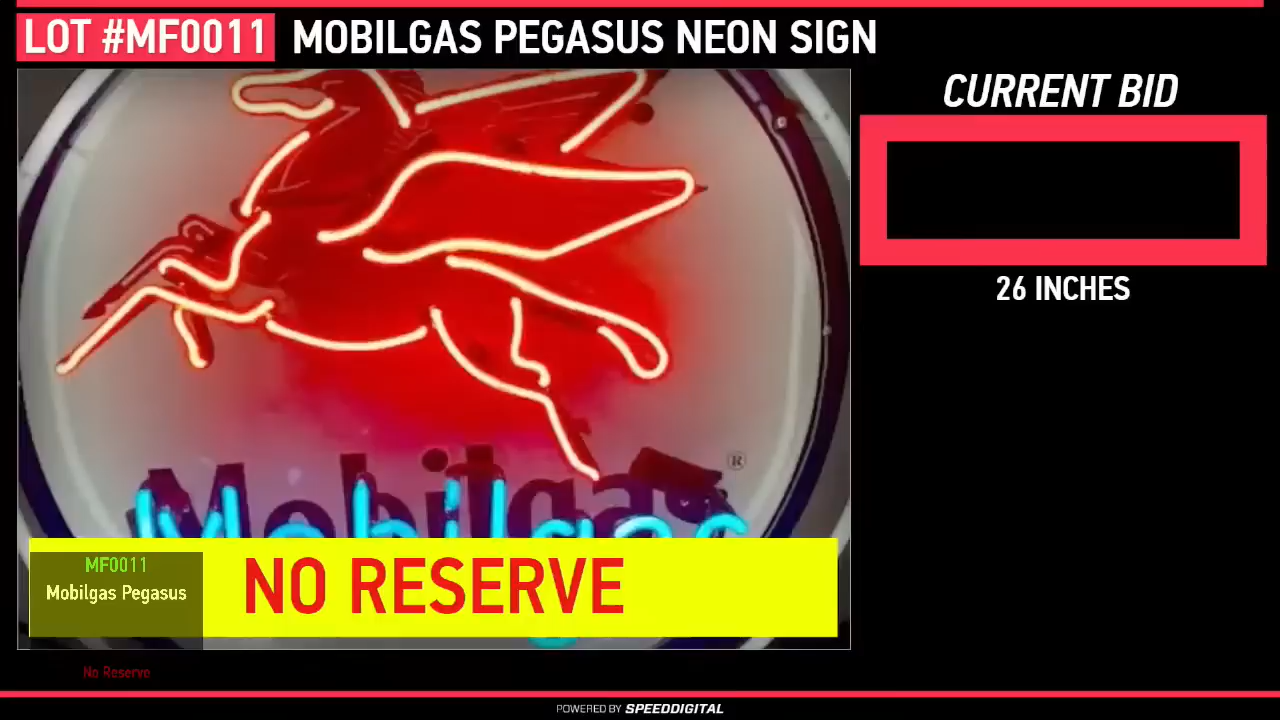 LOT #MF0011 MOBILGAS PEGASUS NEON SIGN
CURRENT BID
26 INCHES
®
Mobilgas
Mobilgas
MF0011
Mobilgas Pegasus
NO RESERVE
No Reserve
POWERED BY SPEEDDIGITAL